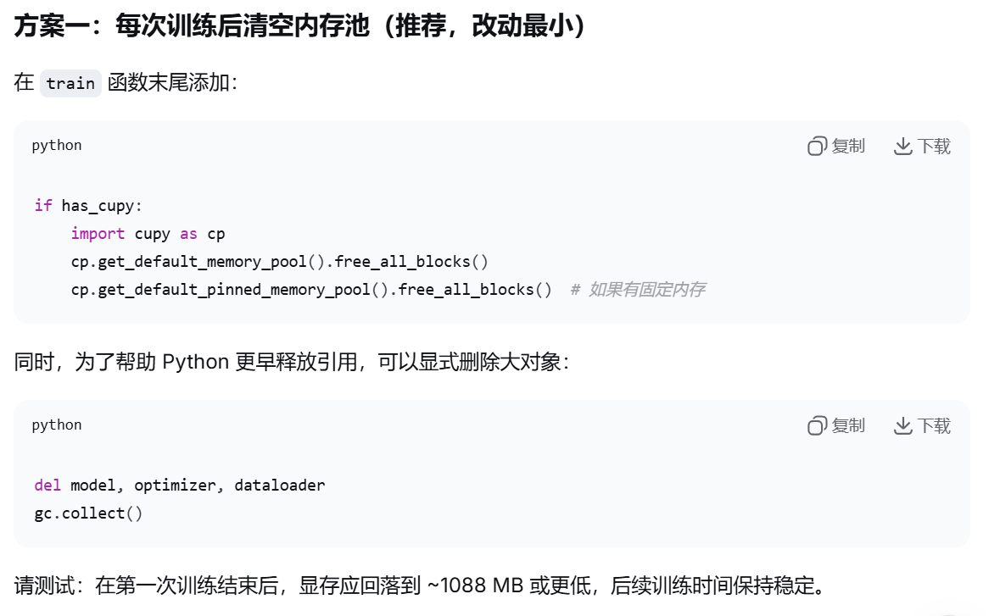 方案一：每次训练后清空内存池（推荐，改动最小）
在 train 函数末尾添加：
python 复制 下载
if has_cupy:
    import cupy as cp
    cp.get_default_memory_pool().free_all_blocks()
    cp.get_default_pinned_memory_pool().free_all_blocks()  # 如果有固定内存
同时，为了帮助 Python 更早释放引用，可以显式删除大对象：
python 复制 下载
del model, optimizer, dataloader
gc.collect()
请测试：在第一次训练结束后，显存应回落到 ~1088 MB 或更低，后续训练时间保持稳定。